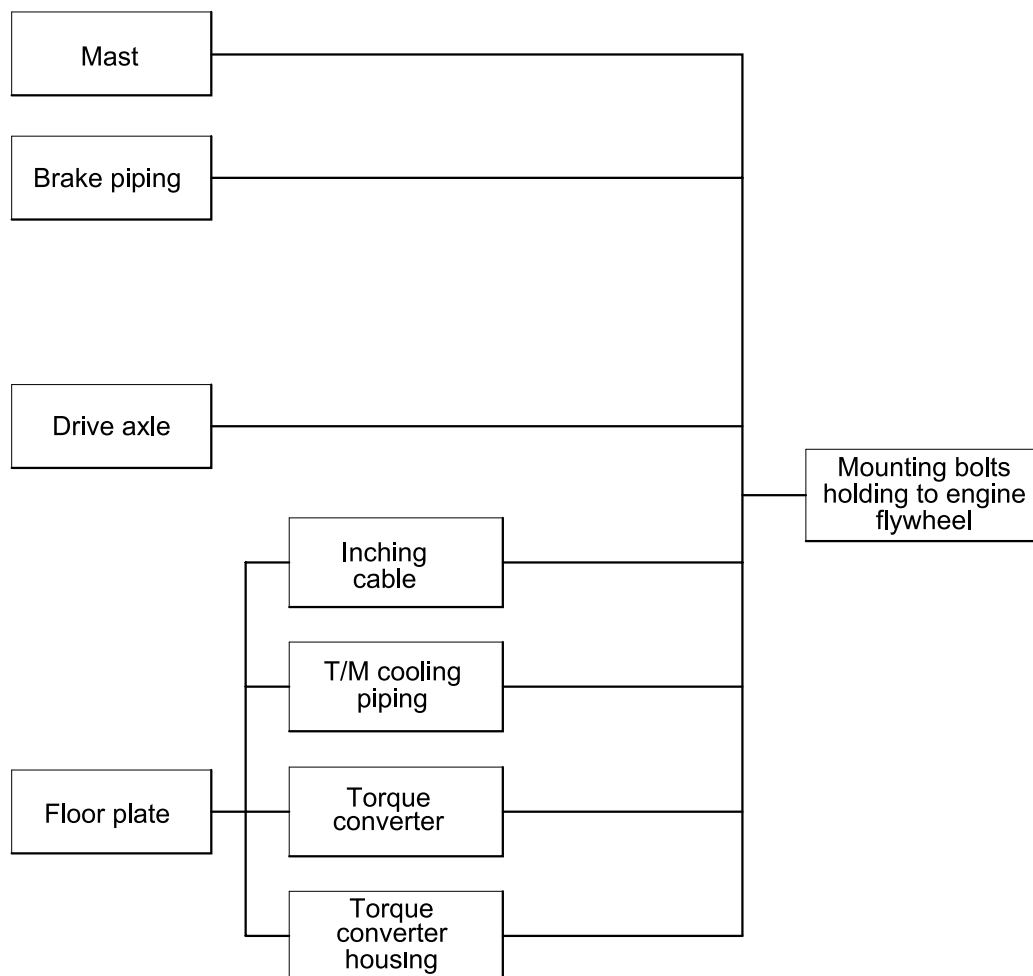 Mast
Brake piping
Drive axle
Mounting bolts
holding to engine
flywheel
Inching
cable
T/M cooling
piping
Floor plate
Torque
converter
Torque
converter
housing